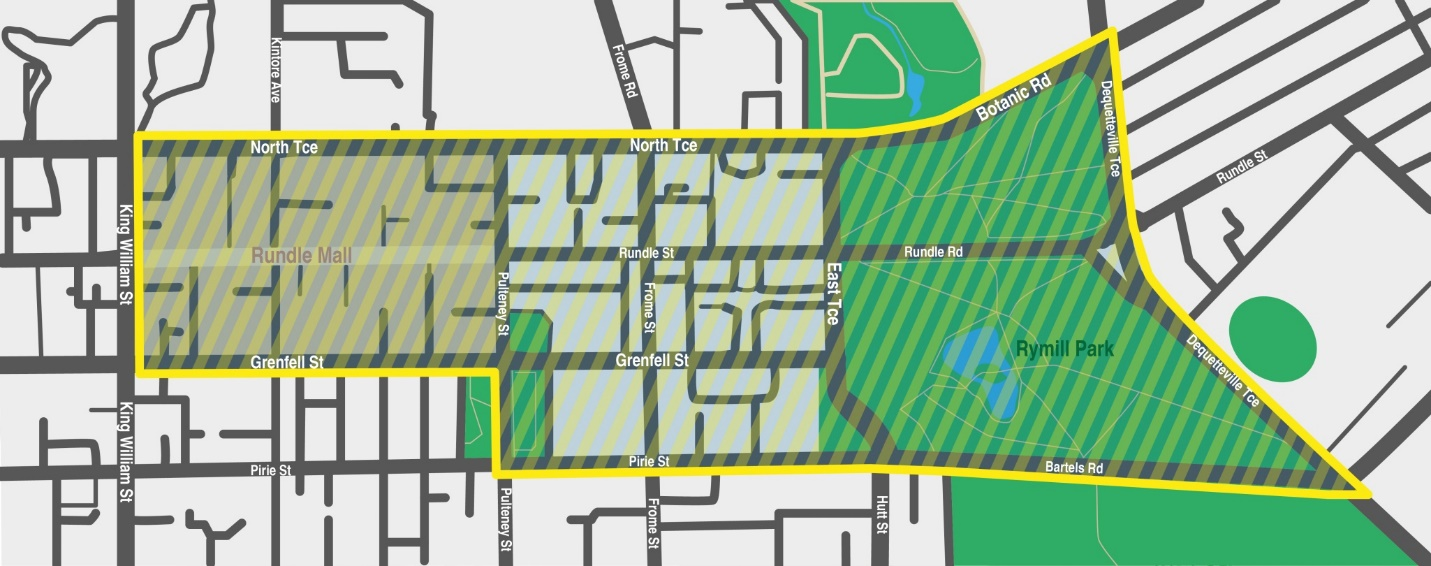 Kintore Ave
Frome Rd
Botanic Rd
Dequetteville Tce
North Tce
North Tce
Rundle St
King William St
Rundle Mall
Rundle St
Rundle Rd
East Tce
Pulteney St
Frome St
Rymill Park
Grenfell St
Grenfell St
Dequetteville Tce
King William St
Pirie St
Pirie St
Bartels Rd
Pulteney St
Frome St
Hutt St